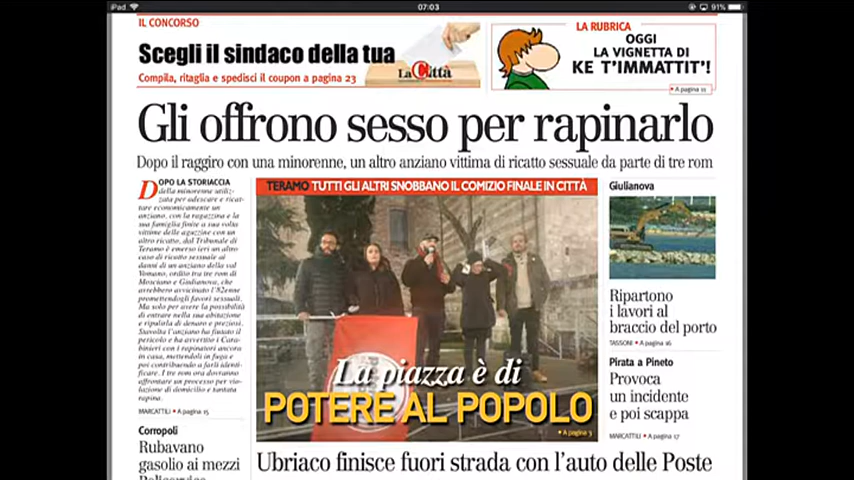 iPad
07:03
91%
IL CONCORSO
Scegli il sindaco della tua
La Città
Compila, ritaglia e spedisci il coupon a pagina 23
LA RUBRICA
OGGI
LA VIGNETTA DI
KE T'IMMATTIT'!
• A pagina 11
Gli offrono sesso per rapinarlo
Dopo il raggiro con una minorenne, un altro anziano vittima di ricatto sessuale da parte di tre rom
DOPO LA STORIACCIA
della minorenne utiliz-
zata per adescare e ricat-
tare economicamente un
anziano, con la ragazzina e la
sua famiglia finite a sua volta
vittime delle aguzzine con un
altro ricatto, dal Tribunale di
Teramo è emerso ieri un altro
caso di ricatto sessuale ai
danni di un anziano della val
Vomano, ordito tra tre rom di
Mosciano e Giulianova, che
avrebbero avvicinato l'82enne
promettendogli favori sessuali.
Ma solo per avere la possibilità
di entrare nella sua abitazione
e ripulirla di denaro e preziosi.
Stavolta l'anziano ha fiutato il
pericolo e ha avvertito i Cara-
binieri con i rapinatori ancora
in casa, mettendoli in fuga e
poi contribuendo a farli identi-
ficare. I tre rom ora dovranno
affrontare un processo per vio-
lazione di domicilio e tentata
rapina.
MARCATTILI • A pagina 15
Corropoli
Rubavano
gasolio ai mezzi
TERAMO TUTTI GLI ALTRI SNOBBANO IL COMIZIO FINALE IN CITTÀ
La piazza è di
POTERE AL POPOLO
• A pagina 3
Ubriaco finisce fuori strada con l'auto delle Poste
Giulianova
Ripartono
i lavori al
braccio del porto
TASSONI • A pagina 16
Pirata a Pineto
Provoca
un incidente
e poi scappa
MARCATTILI • A pagina 17